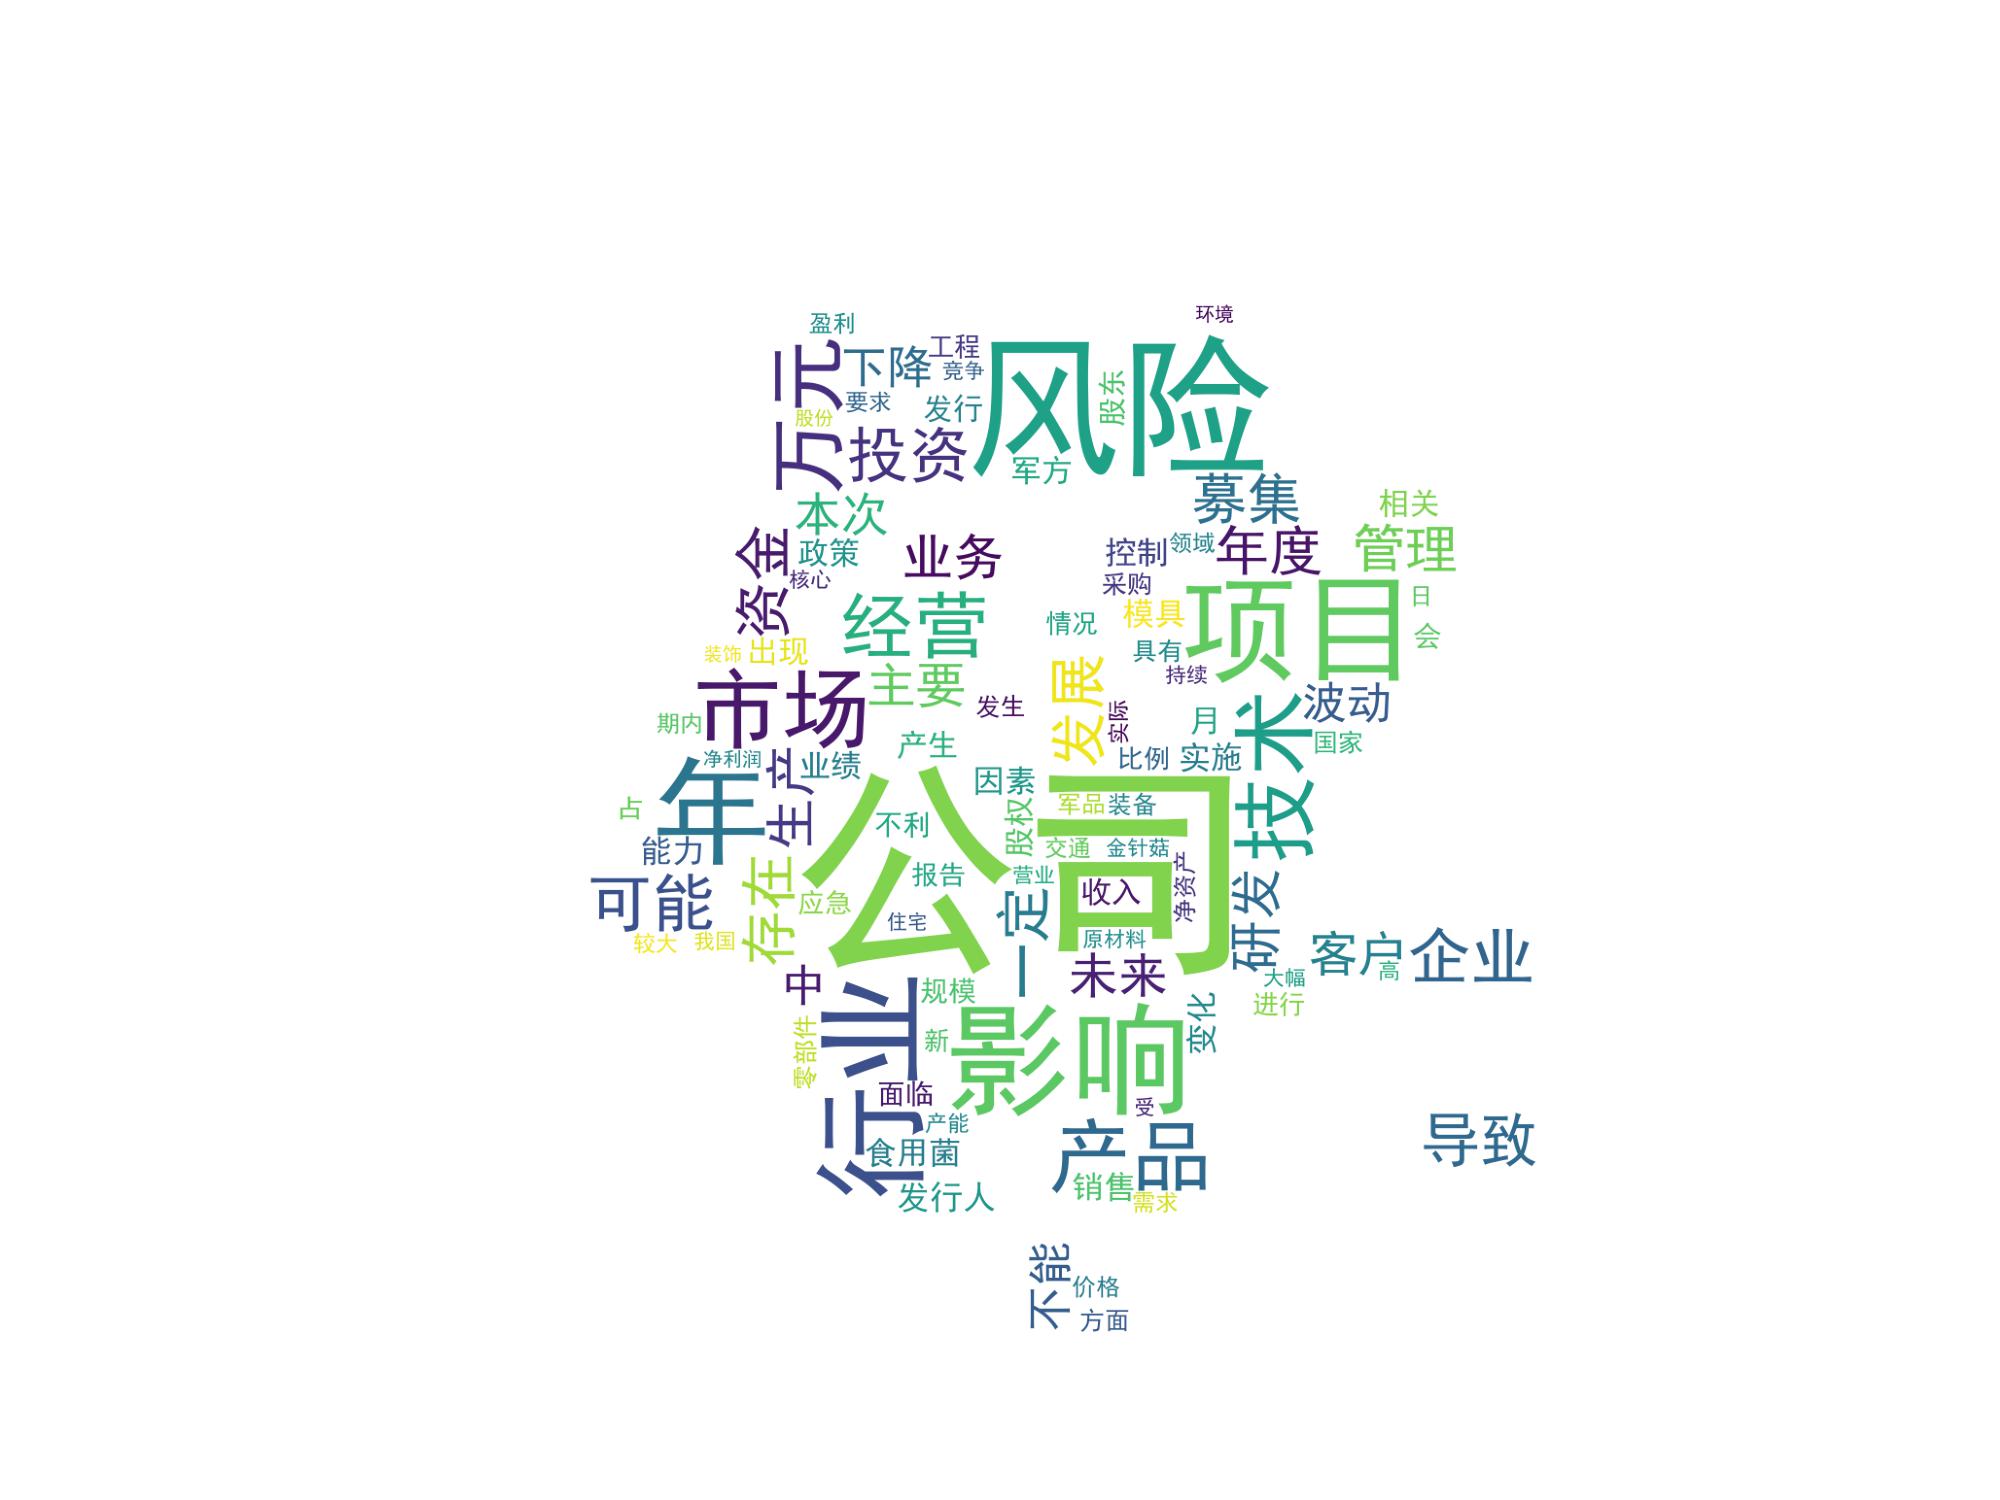 环境
盈利
万元
下降
工程
竞争
风险
股东
要求
发行
股份
投资
军方
募集
本次
相关
资金
政策
业务
控制
领域
年度
管理
核心
采购
经营
情况
模具
项目
日
会
装饰
出现
主要
发展
具有
持续
市场
发生
实际
技术
波动
期内
月
国家
净利润
业绩
生产
产生
比例
实施
年
公司
因素
占
不利
股权
军品
装备
能力
交通
金针菇
可能
存在
报告
营业
收入
净资产
研发
应急
住宅
一定
原材料
客户
企业
较大
我国
高
中
行业
规模
未来
大幅
进行
变化
零部件
新
影响
面临
受
产能
产品
食用菌
导致
发行人
销售
需求
不能
价格
方面